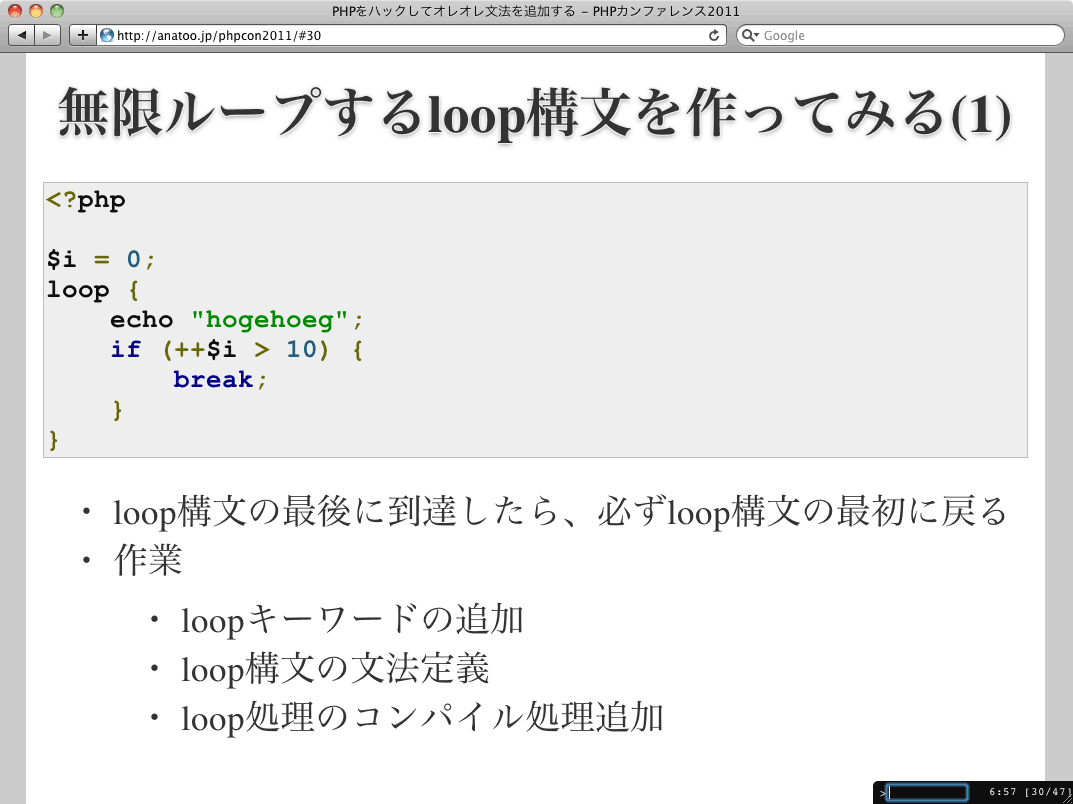 PHPをハックしてオレオレ文法を追加する – PHPカンファレンス2011
http://anatoo.jp/phpcon2011/#30
Google
無限ループするloop構文を作ってみる(1)
<?php
$i = 0;
loop {
    echo "hogehoeg";
    if (++$i > 10) {
        break;
    }
}
・ loop構文の最後に到達したら、必ずloop構文の最初に戻る
・ 作業
・ loopキーワードの追加
・ loop構文の文法定義
・ loop処理のコンパイル処理追加
> 6:57 [30/47]